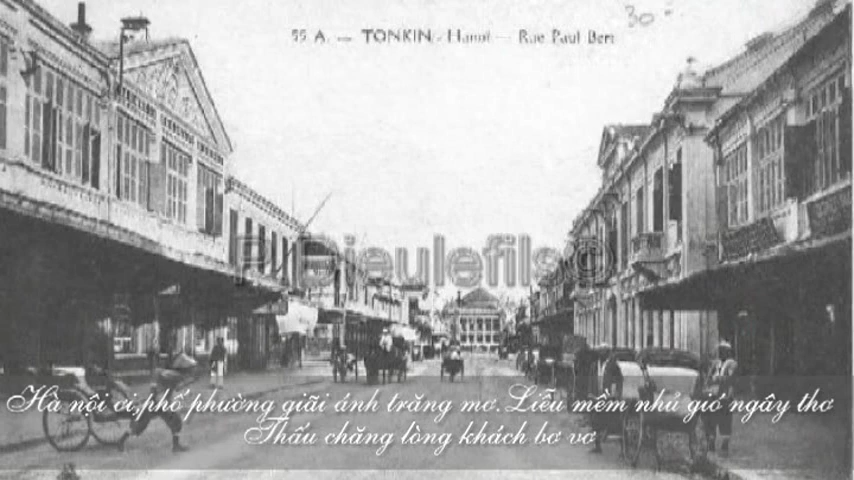 55 A. — TONKIN - Hanoï — Rue Paul Bert
30
P.Dieulefils©
Hà nội ơi,phố phường giãi ánh trăng mơ.Liễu mềm nhủ gió ngây thơ
Thấu chăng lòng khách bơ vơ